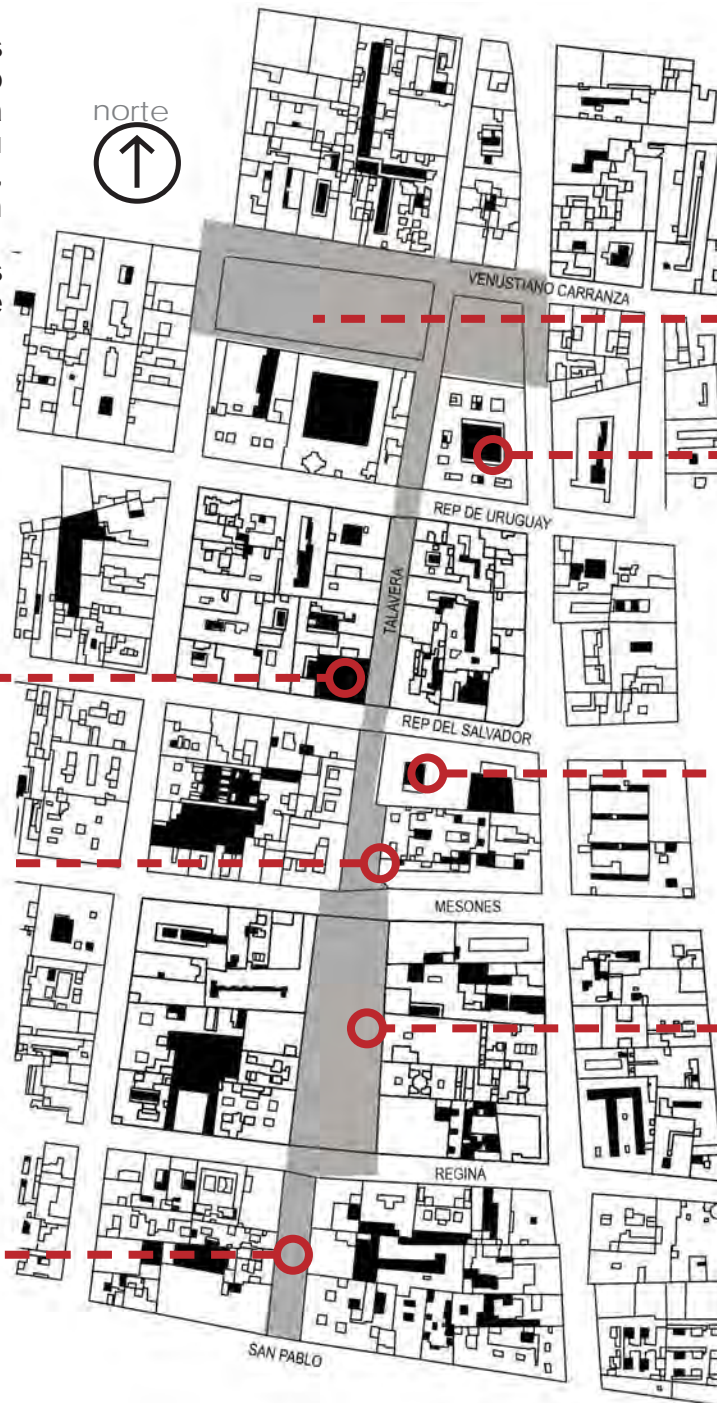 norte
VENUSTIANO CARRANZA
REP DE URUGUAY
TALAVERA
REP DEL SALVADOR
MESONES
REGINA
SAN PABLO